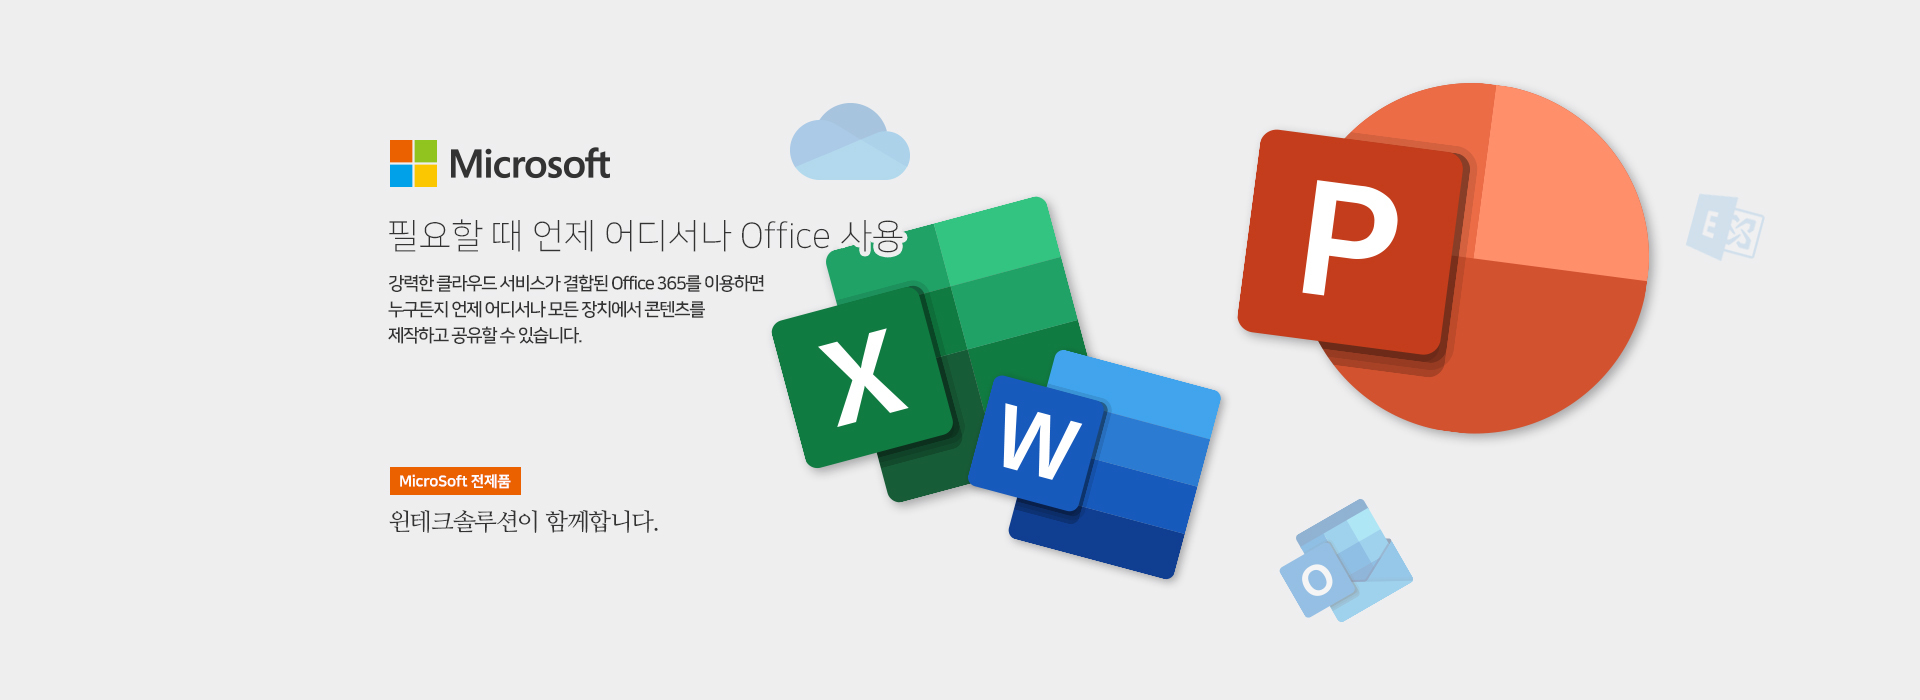 Microsoft
필요할 때 언제 어디서나 Office 사용
강력한 클라우드 서비스가 결합된 Office 365를 이용하면
누구든지 언제 어디서나 모든 장치에서 콘텐츠를
제작하고 공유할 수 있습니다.
MicroSoft 전제품
윈테크솔루션이 함께합니다.
X
W
P
E
O